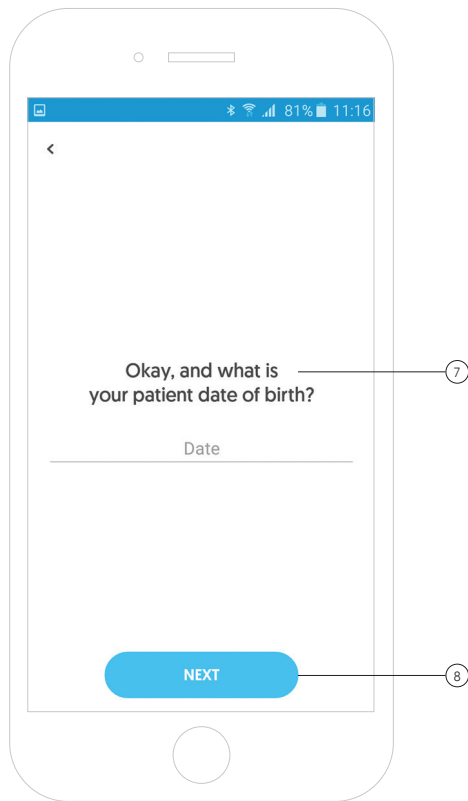 81% 11:16
Okay, and what is
7
your patient date of birth?
Date
NEXT
8